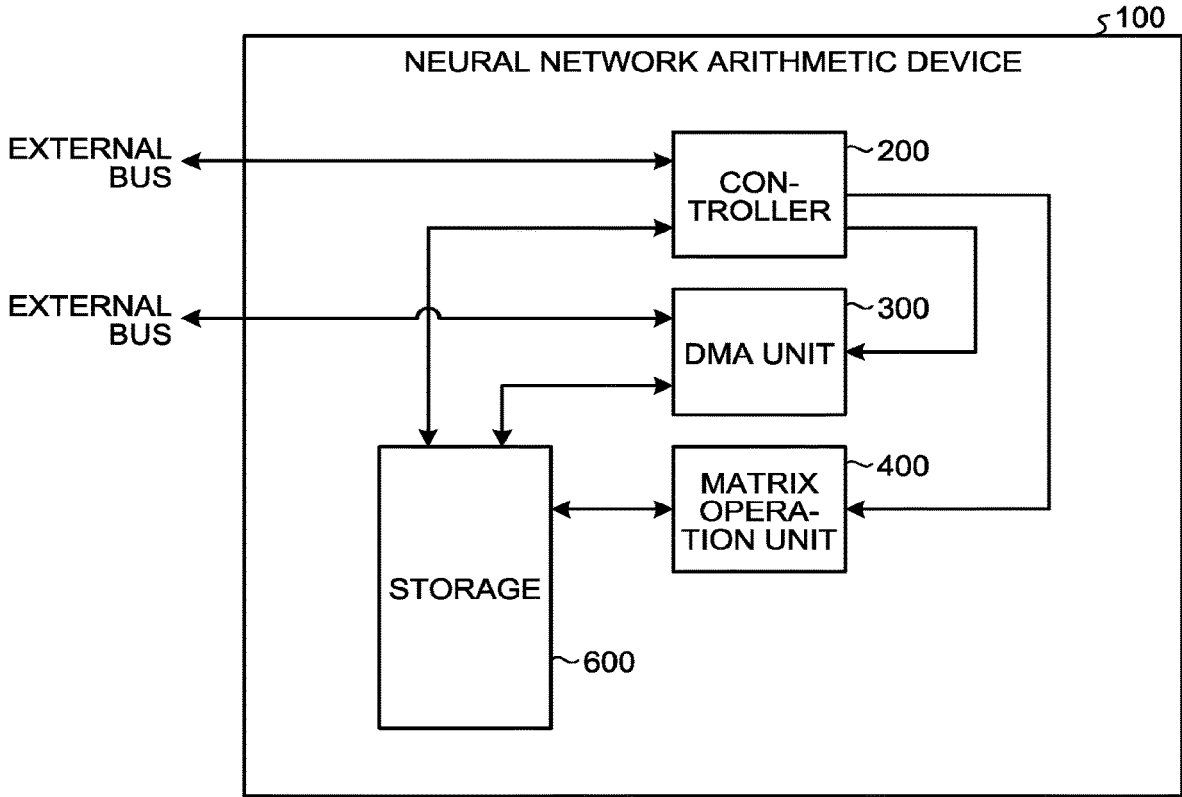 100
NEURAL NETWORK ARITHMETIC DEVICE
EXTERNAL
BUS
200
CON-
TROLLER
EXTERNAL
BUS
300
DMA UNIT
400
MATRIX
OPERA-
TION UNIT
STORAGE
600